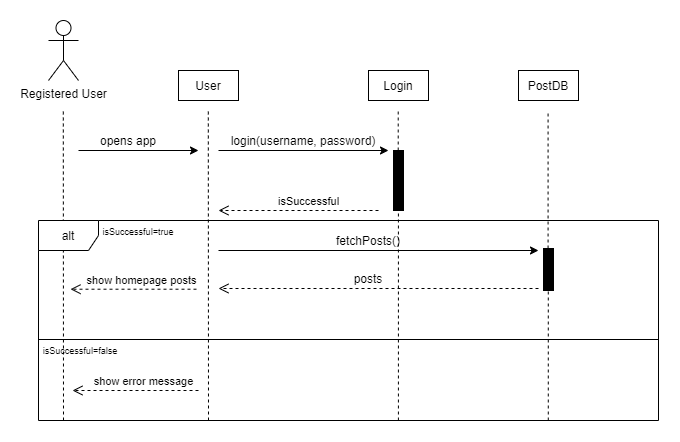 Registered User
User
Login
PostDB
opens app
login(username, password)
isSuccessful
alt
isSuccessful=true
fetchPosts()
show homepage posts
posts
isSuccessful=false
show error message